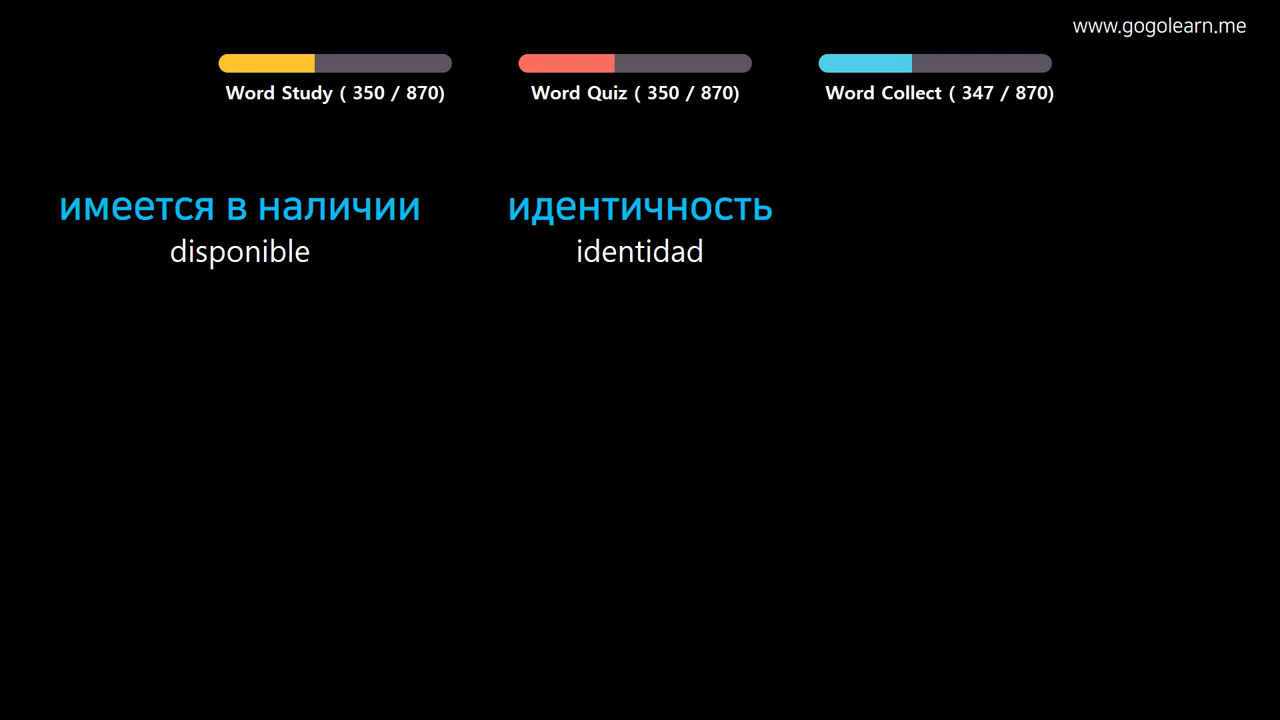 www.gogolearn.me
Word Study ( 350 / 870)
Word Quiz ( 350 / 870)
Word Collect ( 347 / 870)
имеется в наличии
disponible
идентичность
identidad